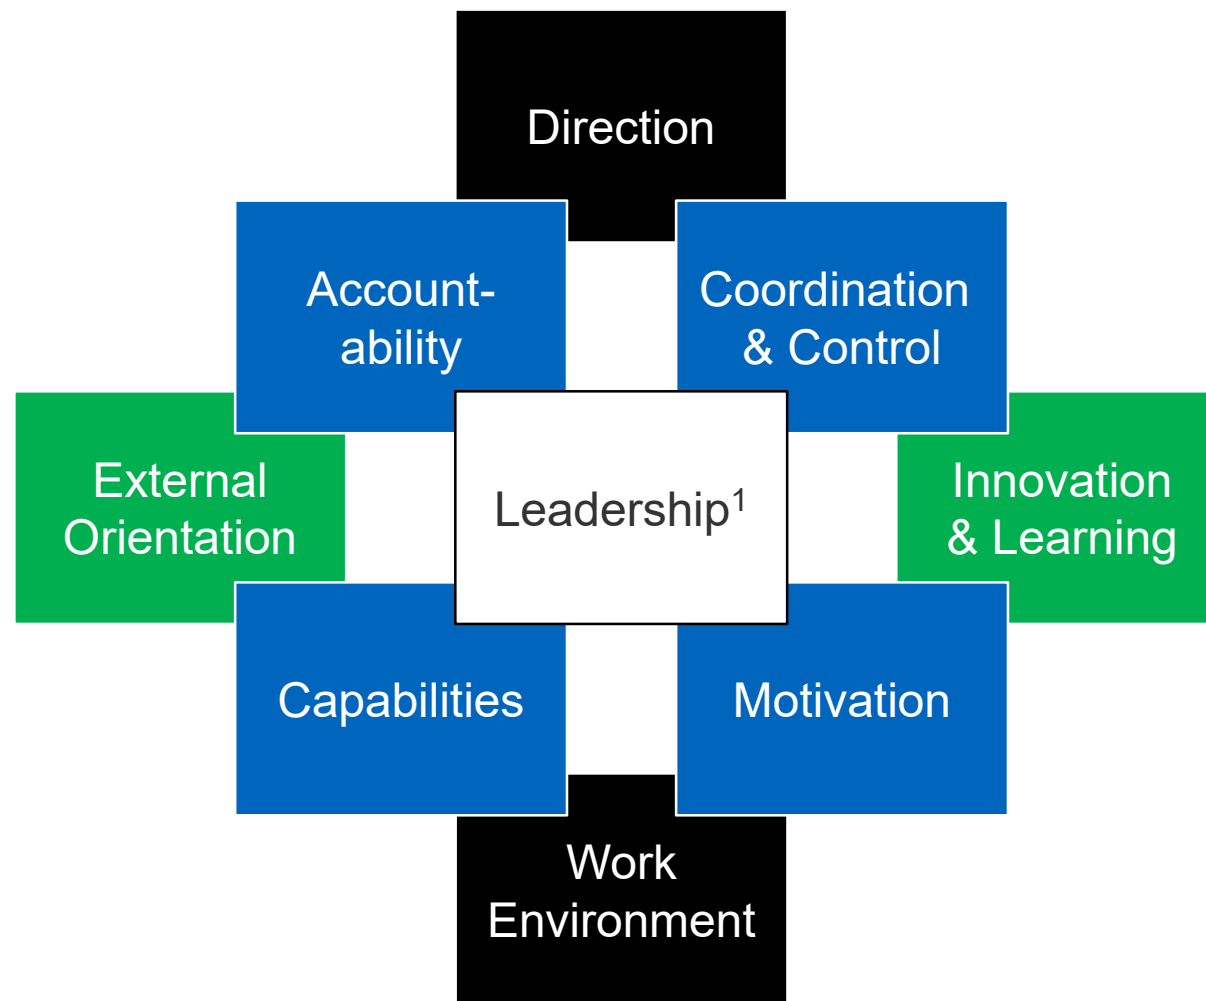 Direction
Account-
ability
Coordination
& Control
External
Orientation
Leadership¹
Innovation
& Learning
Capabilities
Motivation
Work
Environment